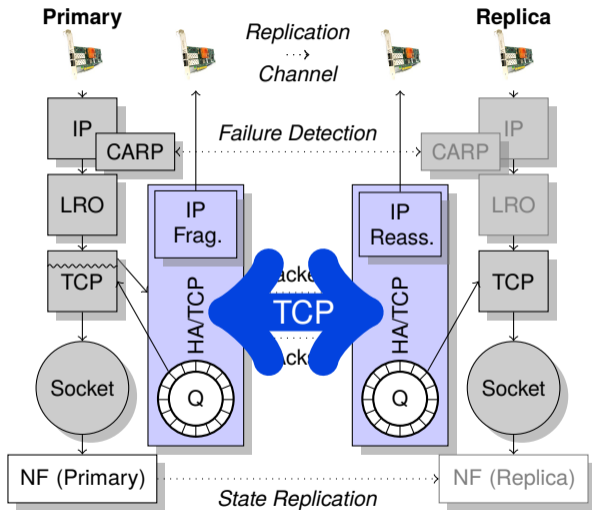 Primary
Replication
Channel
Replica
IP
CARP
Failure Detection
CARP
IP
LRO
IP
Frag.
IP
Reass.
LRO
TCP
HA/TCP
TCP
HA/TCP
TCP
Socket
Q
Q
Socket
NF (Primary)
State Replication
NF (Replica)